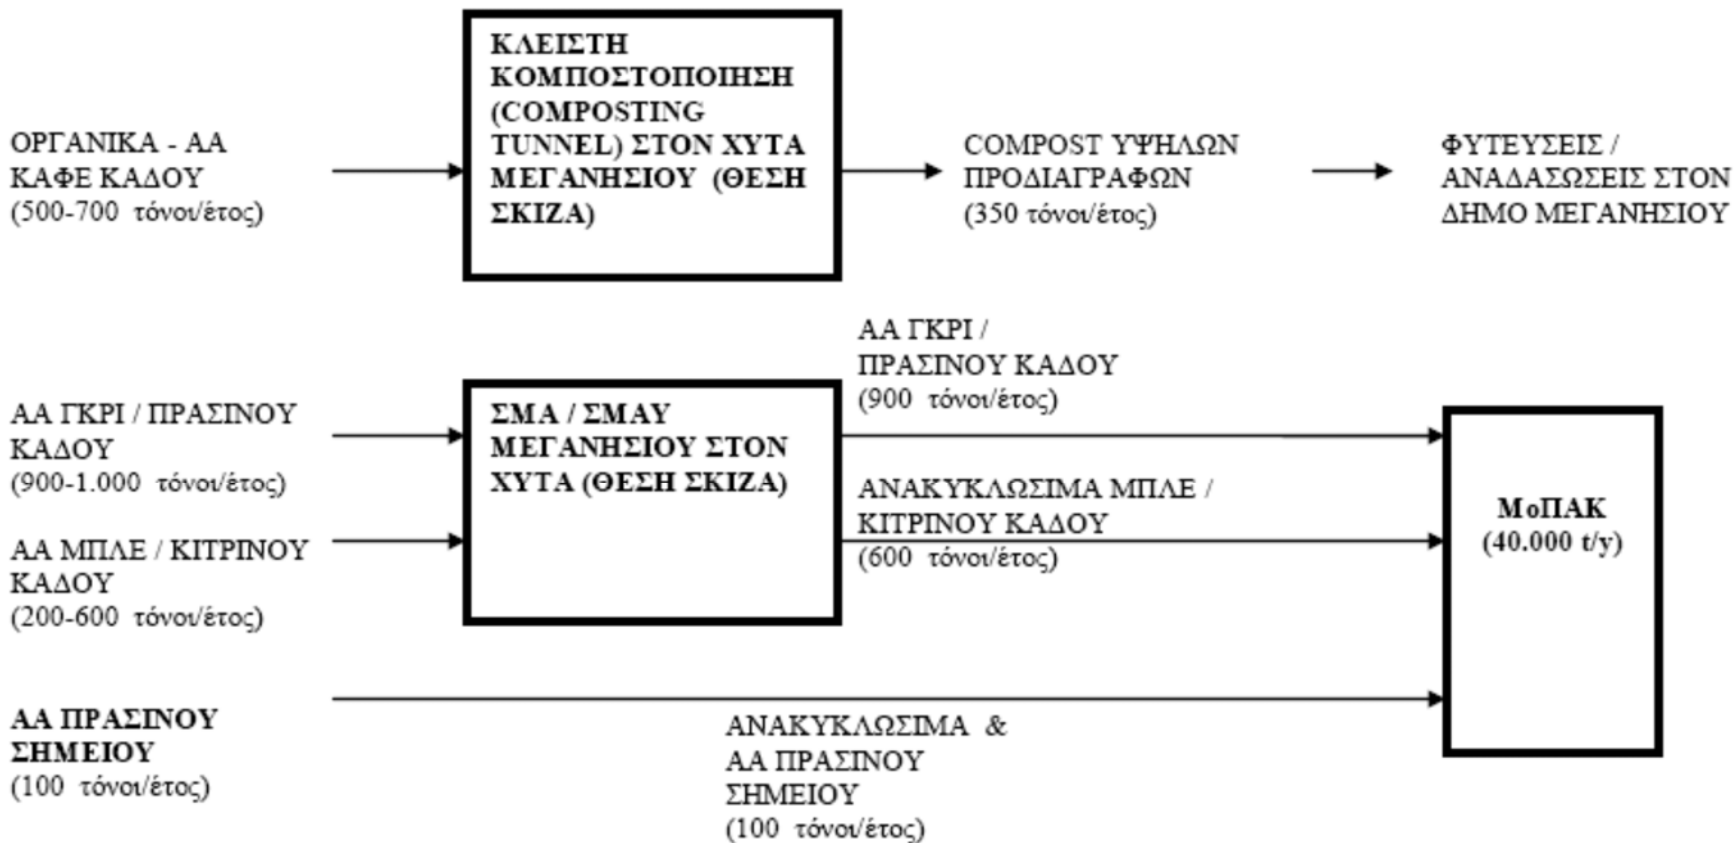 ΟΡΓΑΝΙΚΑ - ΑΑ
ΚΑΦΕ ΚΑΔΟΥ
(500-700 τόνοι/έτος)
ΚΛΕΙΣΤΗ
ΚΟΜΠΟΣΤΟΠΟΙΗΣΗ
(COMPOSTING
TUNNEL) ΣΤΟΝ ΧΥΤΑ
ΜΕΓΑΝΗΣΙΟΥ (ΘΕΣΗ
ΣΚΙΖΑ)
COMPOST ΥΨΗΛΩΝ
ΠΡΟΔΙΑΓΡΑΦΩΝ
(350 τόνοι/έτος)
ΦΥΤΕΥΣΕΙΣ /
ΑΝΑΔΑΣΩΣΕΙΣ ΣΤΟΝ
ΔΗΜΟ ΜΕΓΑΝΗΣΙΟΥ
ΑΑ ΓΚΡΙ / ΠΡΑΣΙΝΟΥ
ΚΑΔΟΥ
(900-1.000 τόνοι/έτος)
ΑΑ ΜΠΛΕ / ΚΙΤΡΙΝΟΥ
ΚΑΔΟΥ
(200-600 τόνοι/έτος)
ΣΜΑ / ΣΜΑΥ
ΜΕΓΑΝΗΣΙΟΥ ΣΤΟΝ
ΧΥΤΑ (ΘΕΣΗ ΣΚΙΖΑ)
ΑΑ ΓΚΡΙ /
ΠΡΑΣΙΝΟΥ ΚΑΔΟΥ
(900 τόνοι/έτος)
ΑΝΑΚΥΚΛΩΣΙΜΑ ΜΠΛΕ /
ΚΙΤΡΙΝΟΥ ΚΑΔΟΥ
(600 τόνοι/έτος)
ΜοΠΑΚ
(40.000 t/y)
ΑΑ ΠΡΑΣΙΝΟΥ
ΣΗΜΕΙΟΥ
(100 τόνοι/έτος)
ΑΝΑΚΥΚΛΩΣΙΜΑ &
ΑΑ ΠΡΑΣΙΝΟΥ
ΣΗΜΕΙΟΥ
(100 τόνοι/έτος)